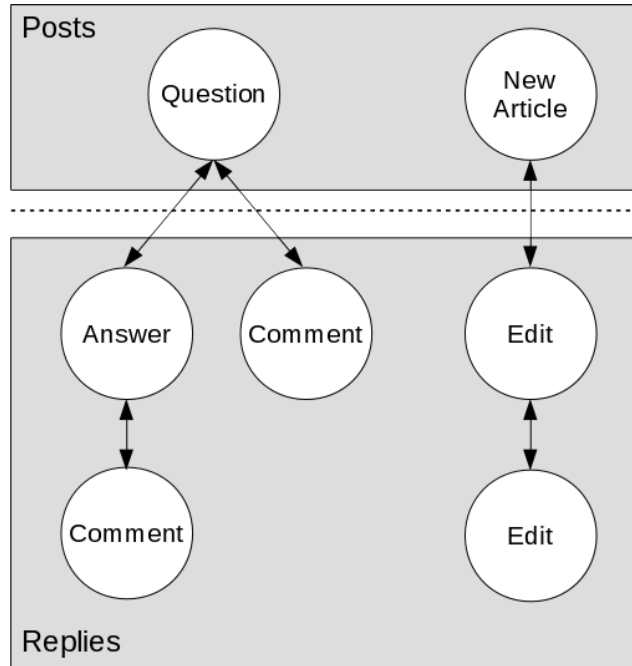 Posts
Question
New
Article
Answer
Comment
Edit
Comment
Edit
Replies